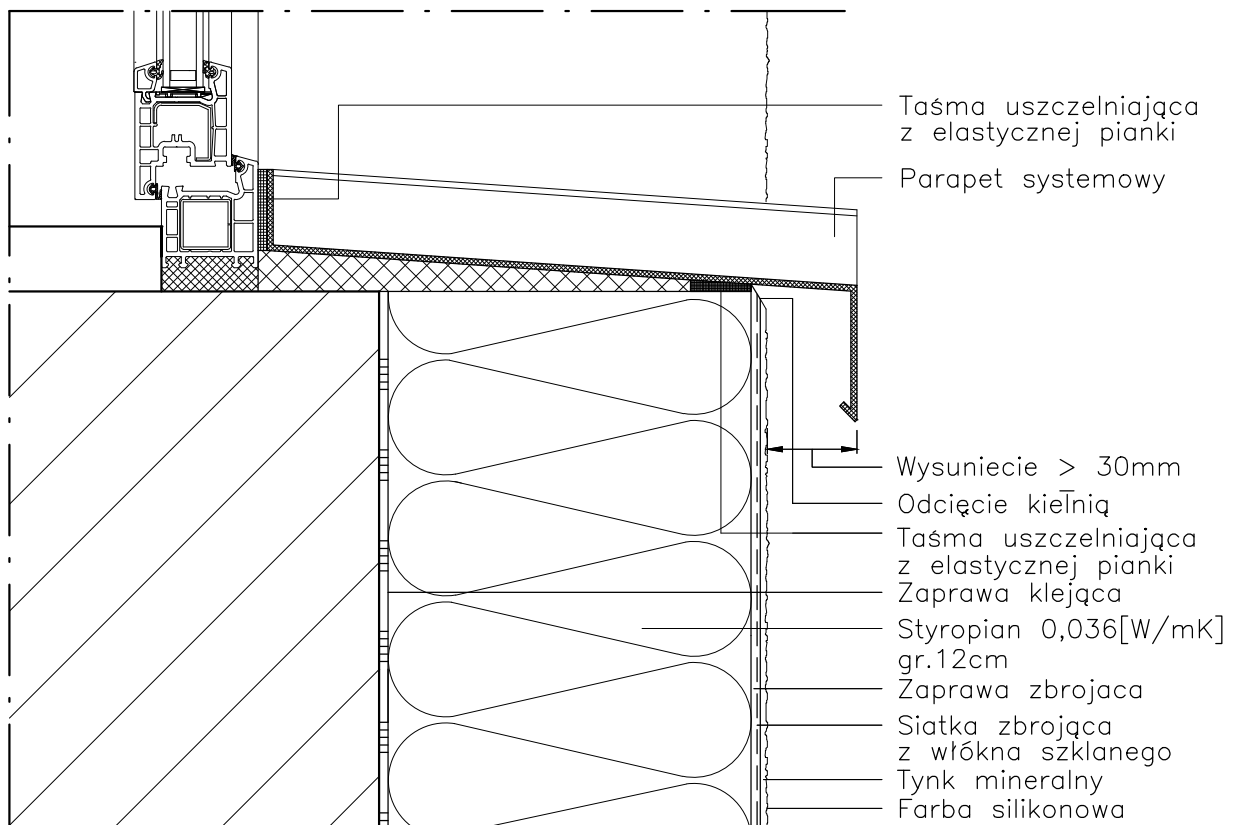 Taśma uszczelniająca
z elastycznej pianki
Parapet systemowy
Wysuniecie > 30mm
Odcięcie kielnią
Taśma uszczelniająca
z elastycznej pianki
Zaprawa klejąca
Styropian 0,036[W/mK]
gr.12cm
Zaprawa zbrojaca
Siatka zbrojąca
z włókna szklanego
Tynk mineralny
Farba silikonowa